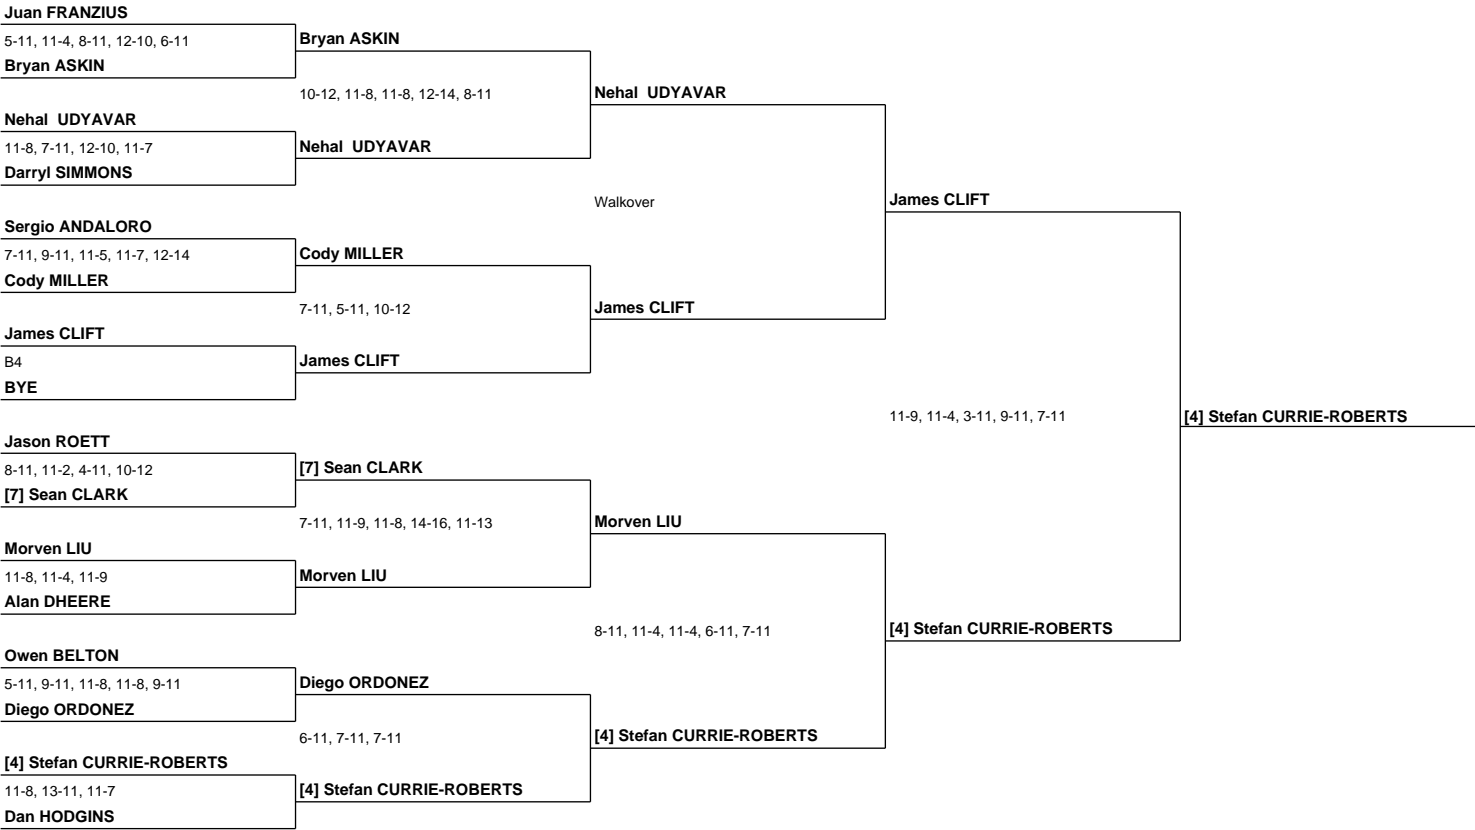 Juan FRANZIUS
5-11, 11-4, 8-11, 12-10, 6-11
Bryan ASKIN
Nehal  UDYAVAR
11-8, 7-11, 12-10, 11-7
Darryl SIMMONS
Sergio ANDALORO
7-11, 9-11, 11-5, 11-7, 12-14
Cody MILLER
James CLIFT
B4
BYE
Jason ROETT
8-11, 11-2, 4-11, 10-12
[7] Sean CLARK
Morven LIU
11-8, 11-4, 11-9
Alan DHEERE
Owen BELTON
5-11, 9-11, 11-8, 11-8, 9-11
Diego ORDONEZ
[4] Stefan CURRIE-ROBERTS
11-8, 13-11, 11-7
Dan HODGINS
Bryan ASKIN
10-12, 11-8, 11-8, 12-14, 8-11
Nehal  UDYAVAR
Cody MILLER
7-11, 5-11, 10-12
James CLIFT
[7] Sean CLARK
7-11, 11-9, 11-8, 14-16, 11-13
Morven LIU
Diego ORDONEZ
6-11, 7-11, 7-11
[4] Stefan CURRIE-ROBERTS
Nehal  UDYAVAR
Walkover
James CLIFT
Morven LIU
8-11, 11-4, 11-4, 6-11, 7-11
[4] Stefan CURRIE-ROBERTS
James CLIFT
11-9, 11-4, 3-11, 9-11, 7-11
[4] Stefan CURRIE-ROBERTS
[4] Stefan CURRIE-ROBERTS